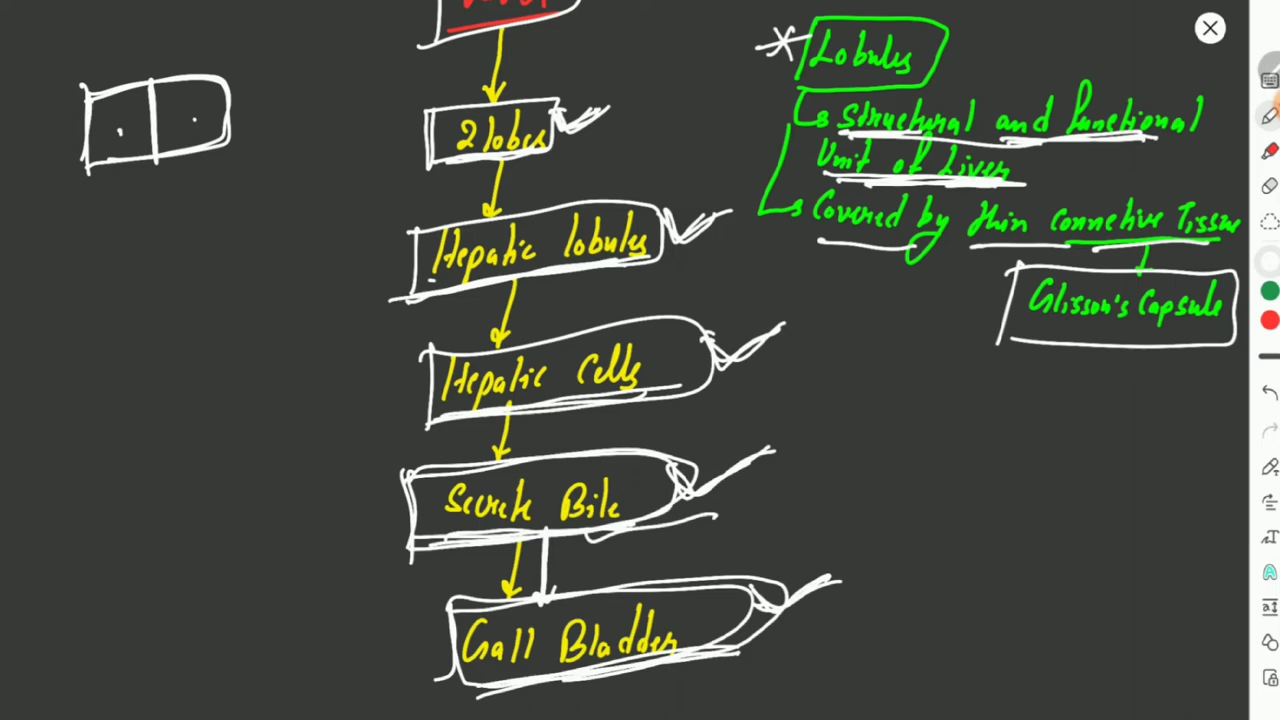 2 lobes
Hepatic lobules
Hepatic Cells
Secrete Bile
Gall Bladder
Lobules
Structural and functional
Unit of Liver
Covered by thin connetive Tissue
Glisson's Capsule